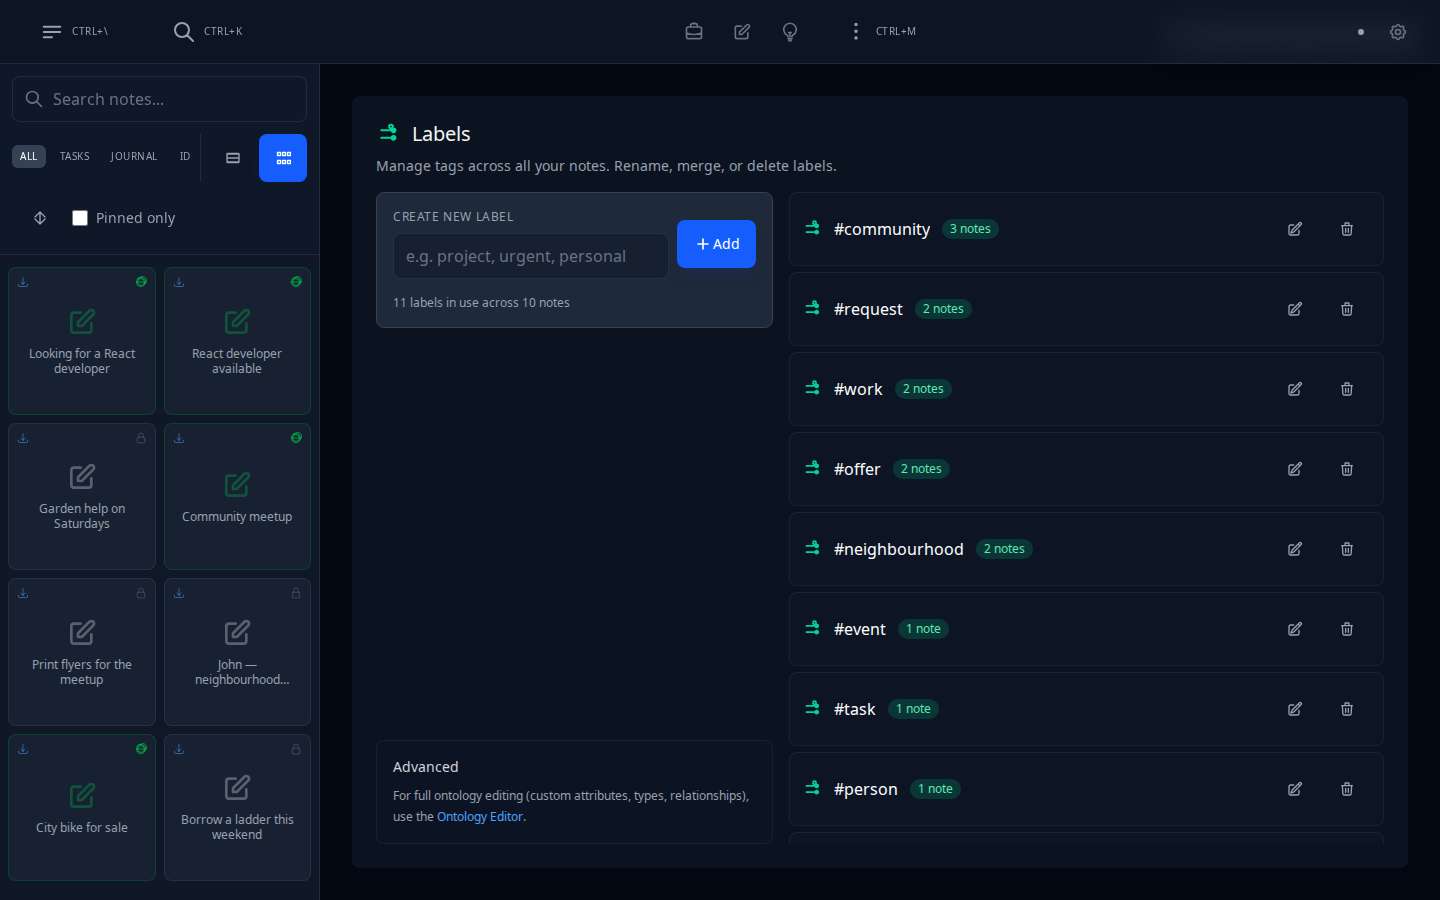 CTRL+\
CTRL+K
CTRL+M
Search notes...
ALL
TASKS
JOURNAL
ID
Pinned only
Looking for a React
developer
React developer
available
Garden help on
Saturdays
Community meetup
Print flyers for the
meetup
John —
neighbourhood...
City bike for sale
Borrow a ladder this
weekend
Labels
Manage tags across all your notes. Rename, merge, or delete labels.
CREATE NEW LABEL
e.g. project, urgent, personal
Add
11 labels in use across 10 notes
Advanced
For full ontology editing (custom attributes, types, relationships),
use the Ontology Editor.
#community 3 notes
#request 2 notes
#work 2 notes
#offer 2 notes
#neighbourhood 2 notes
#event 1 note
#task 1 note
#person 1 note